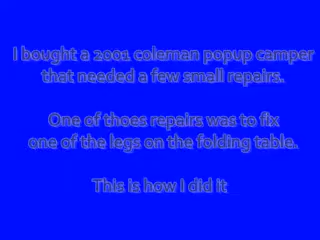 I bought a 2001 coleman popup camper
that needed a few small repairs.
One of thoes repairs was to fix
one of the legs on the folding table.
This is how I did it